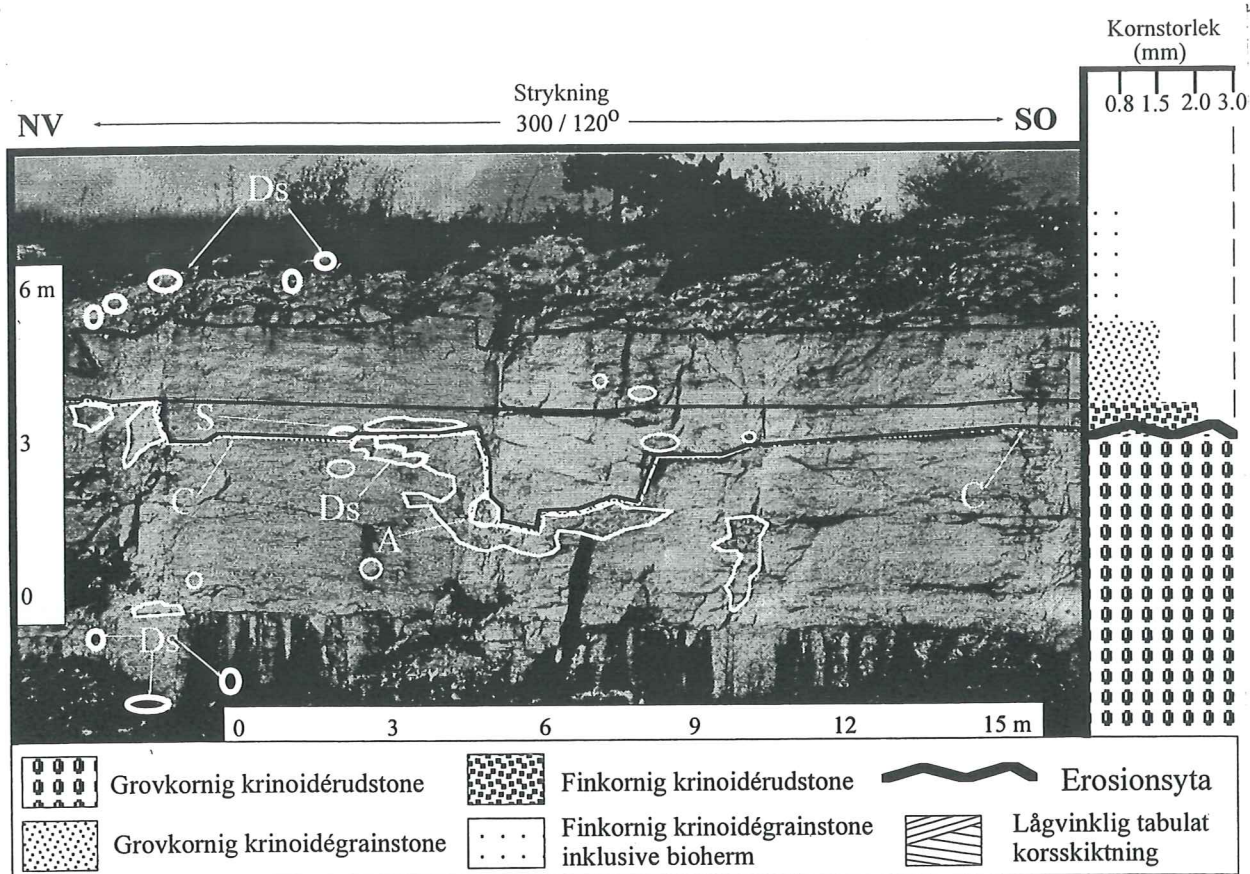 Kornstorlek
(mm)
0.8 1.5 2.0 3.0
Strykning
NV 300 / 120° SO
Ds
6 m
S
3
C Ds C
A
0
Ds
0 3 6 9 12 15 m
Grovkornig krinoidérudstone
Finkornig krinoidérudstone
Erosionsyta
Grovkornig krinoidégrainstone
Finkornig krinoidégrainstone
inklusive bioherm
Lågvinklig tabulat
korsskiktning